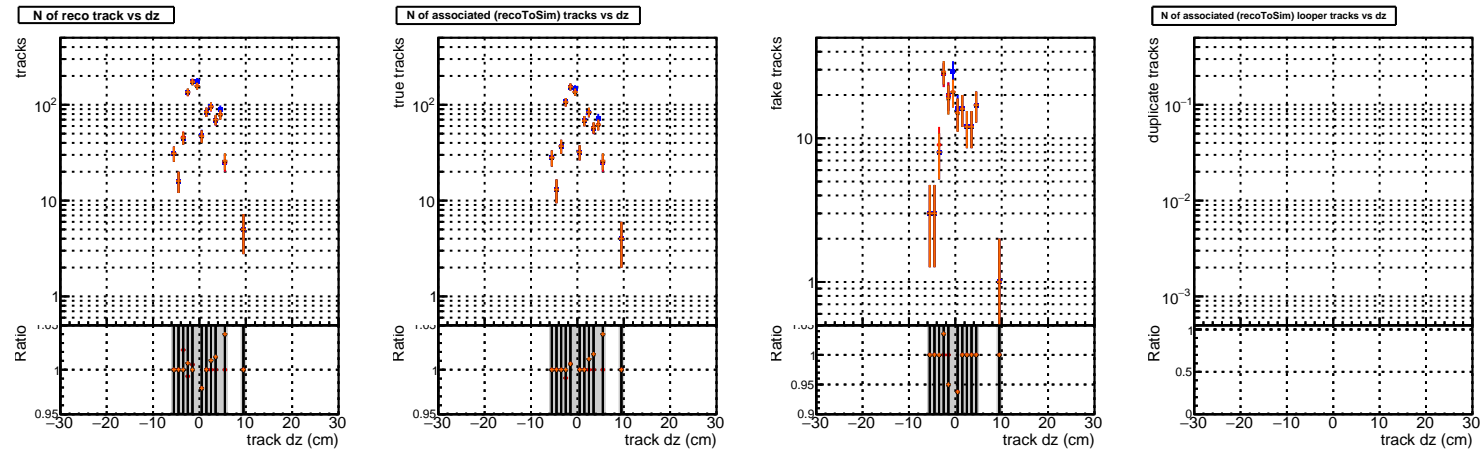 N of reco track vs dz
tracks
10²
10
1
Ratio
1.05
1
0.95
−30 −20 −10 0 10 20 30
track dz (cm)
N of associated (recoToSim) tracks vs dz
true tracks
10²
10
1
Ratio
1.05
1
0.95
−30 −20 −10 0 10 20 30
track dz (cm)
fake tracks
10
1
Ratio
1
0.95
0.9
−30 −20 −10 0 10 20 30
track dz (cm)
N of associated (recoToSim) looper tracks vs dz
duplicate tracks
10⁻¹
10⁻²
10⁻³
Ratio
1
0.5
0
−30 −20 −10 0 10 20 30
track dz (cm)